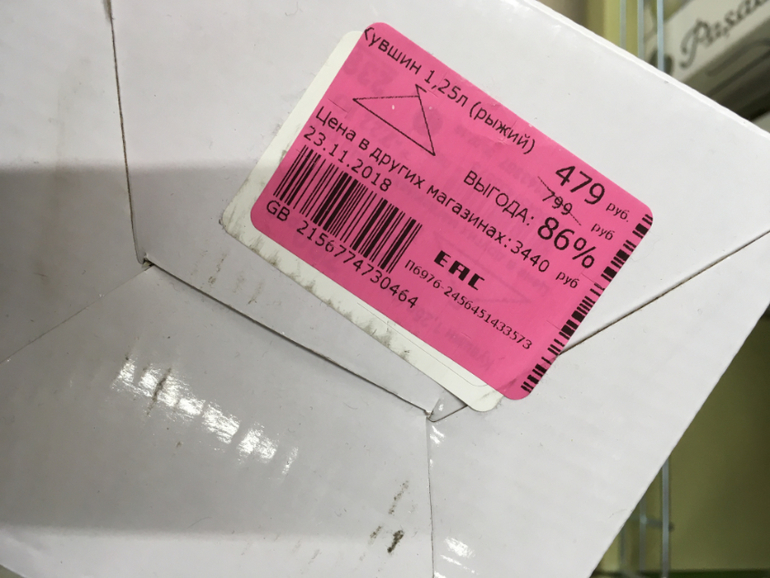 Кувшин 1,25л (рыжий)
479 руб.
799 руб
ВЫГОДА: 86%
Цена в других магазинах: 3440 руб
23.11.2018
EAC
П6976-2456451433573
GB 2156774730464